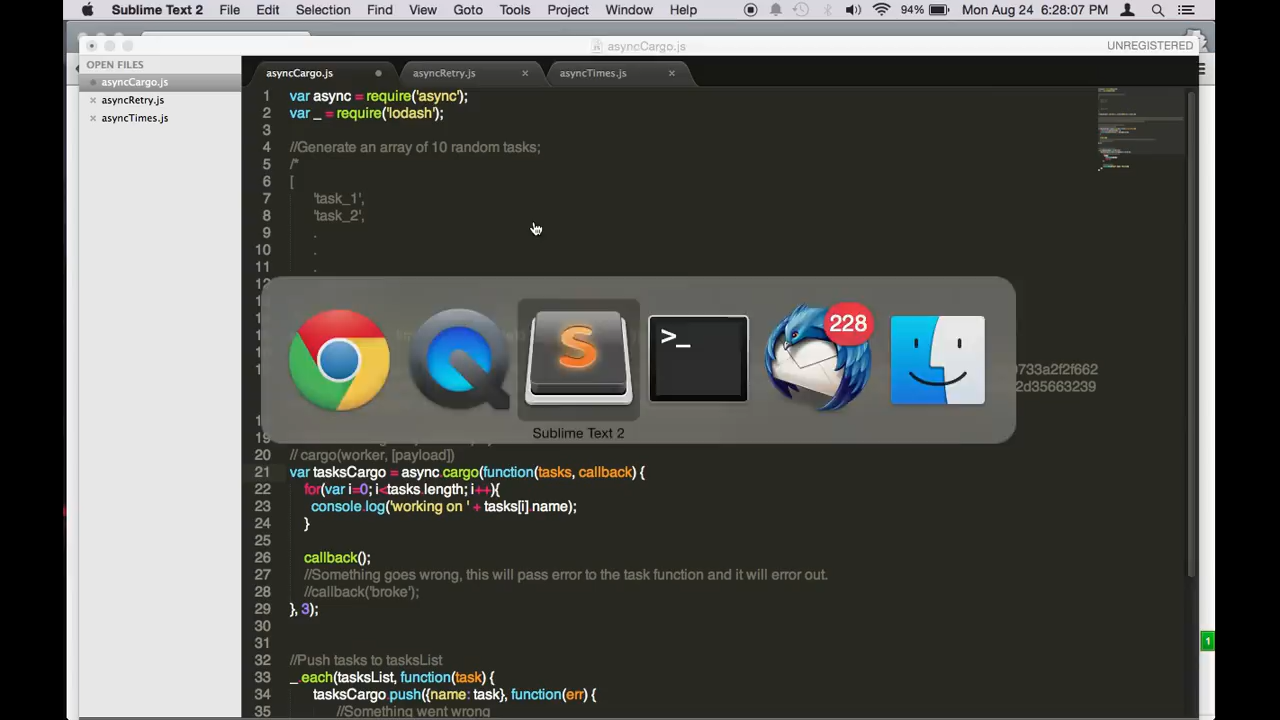 Sublime Text 2 File Edit Selection Find View Goto Tools Project Window Help 94% Mon Aug 24 6:28:07 PM
asyncCargo.js
UNREGISTERED
OPEN FILES
asyncCargo.js
asyncRetry.js
asyncTimes.js
asyncCargo.js
asyncRetry.js
asyncTimes.js
1 var async = require('async');
2 var _ = require('lodash');
3
4 //Generate an array of 10 random tasks;
5 /*
6 [
7 'task_1',
8 'task_2',
9 .
10 .
11 .
228
Sublime Text 2
0733a2f2f662
2d35663239
20 // cargo(worker, [payload])
21 var tasksCargo = async.cargo(function(tasks, callback) {
22 for(var i=0; i<tasks.length; i++){
23 console.log('working on ' + tasks[i].name);
24 }
25
26 callback();
27 //Something goes wrong, this will pass error to the task function and it will error out.
28 //callback('broke');
29 }, 3);
30
31
32 //Push tasks to tasksList
33 _.each(tasksList, function(task) {
34 tasksCargo.push({name: task}, function(err) {
35 //Something went wrong
1